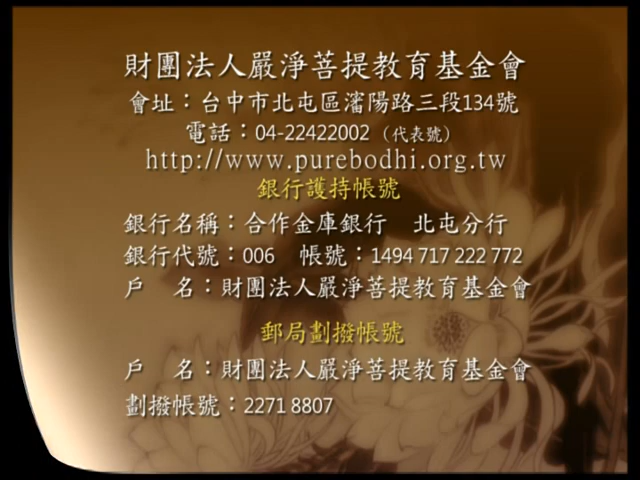 財團法人嚴淨菩提教育基金會
會址：台中市北屯區瀋陽路三段134號
電話：04-22422002（代表號）
http://www.purebodhi.org.tw
銀行護持帳號
銀行名稱：合作金庫銀行　北屯分行
銀行代號：006　帳號：1494 717 222 772
戶　名：財團法人嚴淨菩提教育基金會
郵局劃撥帳號
戶　名：財團法人嚴淨菩提教育基金會
劃撥帳號：2271 8807